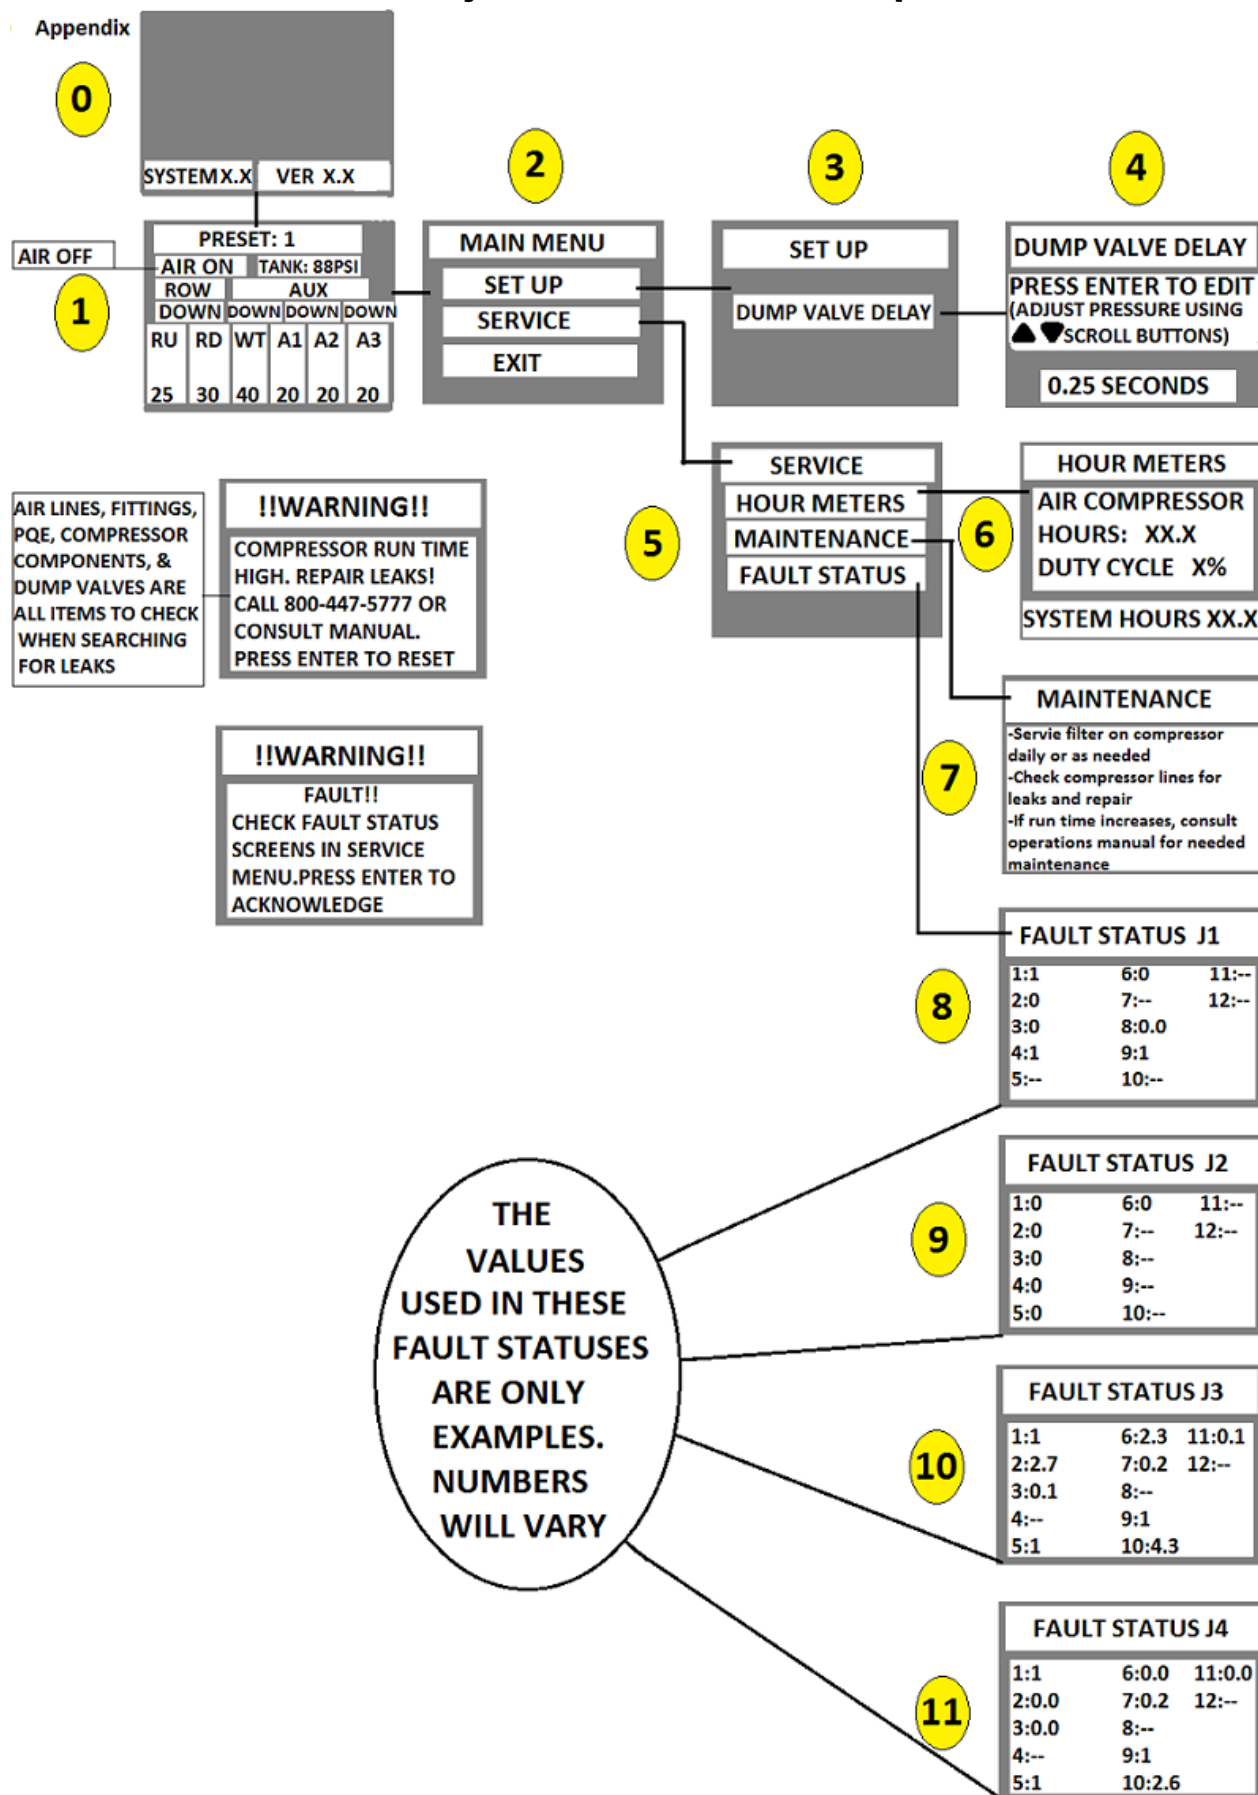 Appendix
0
SYSTEM X.X VER X.X
2
3
4
PRESET: 1
AIR OFF
AIR ON TANK: 88PSI
ROW AUX
DOWN DOWN DOWN DOWN
RU RD WT A1 A2 A3
25 30 40 20 20 20
1
MAIN MENU
SET UP
SERVICE
EXIT
SET UP
DUMP VALVE DELAY
DUMP VALVE DELAY
PRESS ENTER TO EDIT
(ADJUST PRESSURE USING
▲ ▼ SCROLL BUTTONS)
0.25 SECONDS
AIR LINES, FITTINGS,
PQE, COMPRESSOR
COMPONENTS, &
DUMP VALVES ARE
ALL ITEMS TO CHECK
WHEN SEARCHING
FOR LEAKS
!!WARNING!!
COMPRESSOR RUN TIME
HIGH. REPAIR LEAKS!
CALL 800-447-5777 OR
CONSULT MANUAL.
PRESS ENTER TO RESET
5
SERVICE
HOUR METERS
MAINTENANCE
FAULT STATUS
6
HOUR METERS
AIR COMPRESSOR
HOURS: XX.X
DUTY CYCLE X%
SYSTEM HOURS XX.X
!!WARNING!!
FAULT!!
CHECK FAULT STATUS
SCREENS IN SERVICE
MENU.PRESS ENTER TO
ACKNOWLEDGE
7
MAINTENANCE
-Servie filter on compressor
daily or as needed
-Check compressor lines for
leaks and repair
-If run time increases, consult
operations manual for needed
maintenance
8
FAULT STATUS J1
1:1 6:0 11:--
2:0 7:-- 12:--
3:0 8:0.0
4:1 9:1
5:-- 10:--
9
FAULT STATUS J2
1:0 6:0 11:--
2:0 7:-- 12:--
3:0 8:--
4:0 9:--
5:0 10:--
THE
VALUES
USED IN THESE
FAULT STATUSES
ARE ONLY
EXAMPLES.
NUMBERS
WILL VARY
10
FAULT STATUS J3
1:1 6:2.3 11:0.1
2:2.7 7:0.2 12:--
3:0.1 8:--
4:-- 9:1
5:1 10:4.3
11
FAULT STATUS J4
1:1 6:0.0 11:0.0
2:0.0 7:0.2 12:--
3:0.0 8:--
4:-- 9:1
5:1 10:2.6